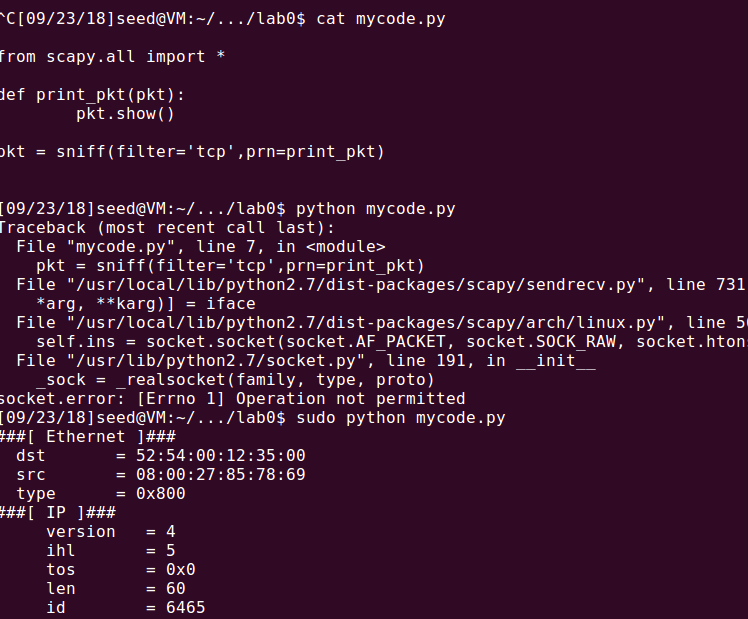 ^C[09/23/18]seed@VM:~/.../lab0$ cat mycode.py
from scapy.all import *
def print_pkt(pkt):
        pkt.show()
pkt = sniff(filter='tcp',prn=print_pkt)
[09/23/18]seed@VM:~/.../lab0$ python mycode.py
Traceback (most recent call last):
  File "mycode.py", line 7, in <module>
    pkt = sniff(filter='tcp',prn=print_pkt)
  File "/usr/local/lib/python2.7/dist-packages/scapy/sendrecv.py", line 731
    *arg, **karg)] = iface
  File "/usr/local/lib/python2.7/dist-packages/scapy/arch/linux.py", line 5
    self.ins = socket.socket(socket.AF_PACKET, socket.SOCK_RAW, socket.hton
  File "/usr/lib/python2.7/socket.py", line 191, in __init__
    _sock = _realsocket(family, type, proto)
socket.error: [Errno 1] Operation not permitted
[09/23/18]seed@VM:~/.../lab0$ sudo python mycode.py
###[ Ethernet ]###
  dst       = 52:54:00:12:35:00
  src       = 08:00:27:85:78:69
  type      = 0x800
###[ IP ]###
     version   = 4
     ihl       = 5
     tos       = 0x0
     len       = 60
     id        = 6465